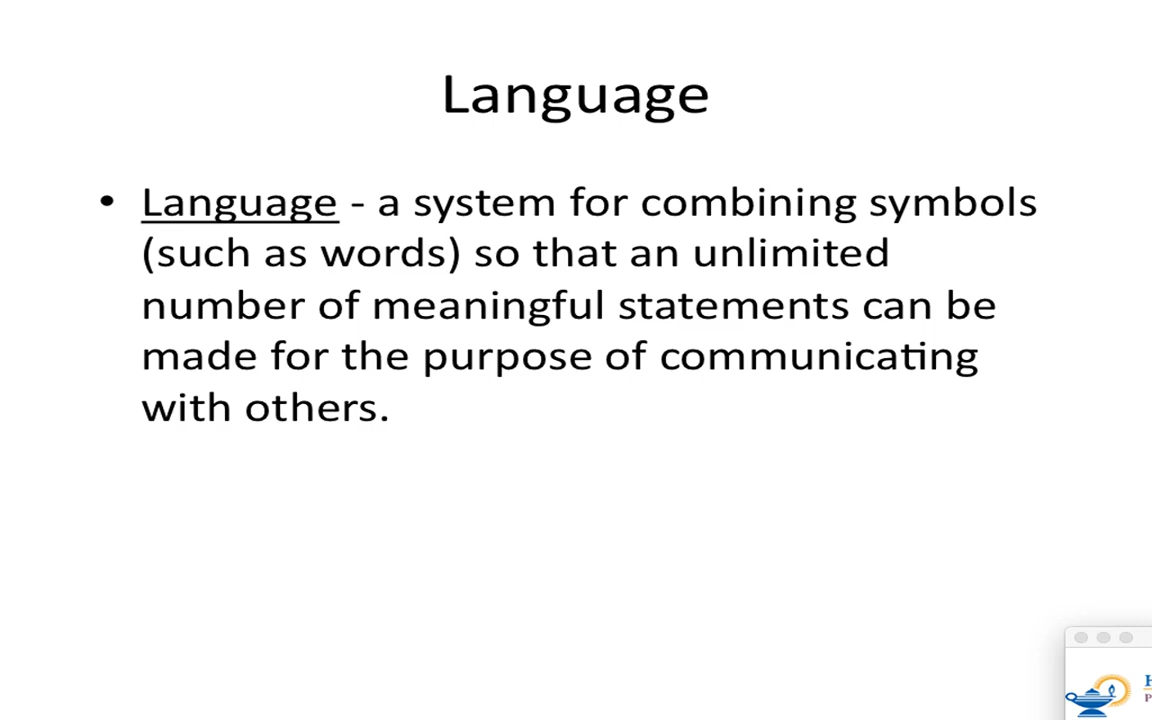 Language
• Language - a system for combining symbols
(such as words) so that an unlimited
number of meaningful statements can be
made for the purpose of communicating
with others.